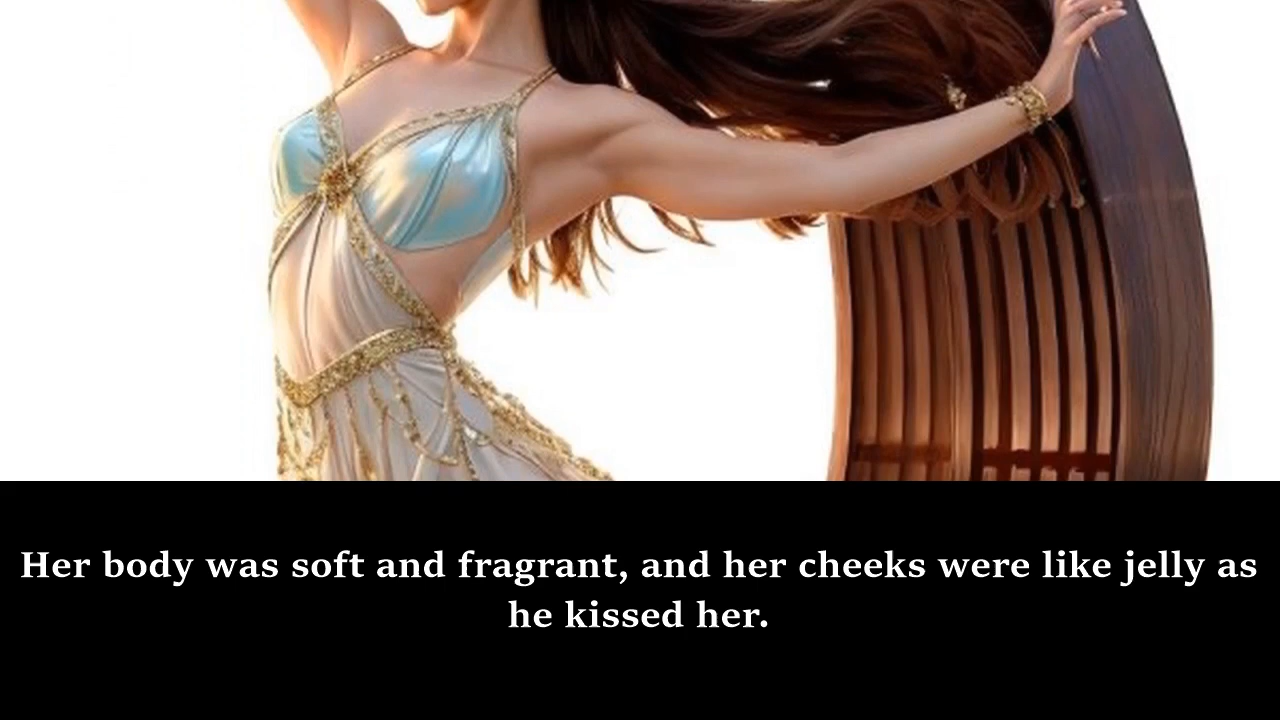 Her body was soft and fragrant, and her cheeks were like jelly as
he kissed her.